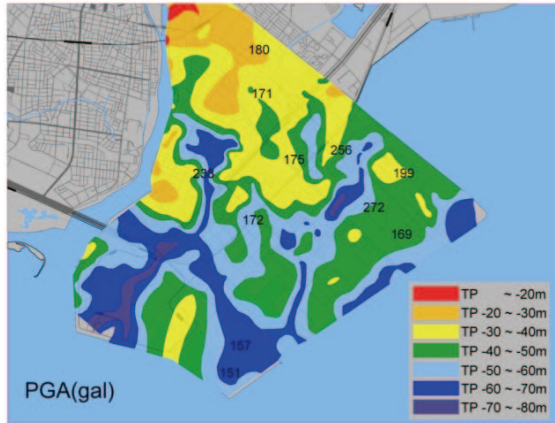 180
171
175
256
235
199
272
172
169
157
151
PGA(gal)
TP ~ -20m
TP -20 ~ -30m
TP -30 ~ -40m
TP -40 ~ -50m
TP -50 ~ -60m
TP -60 ~ -70m
TP -70 ~ -80m